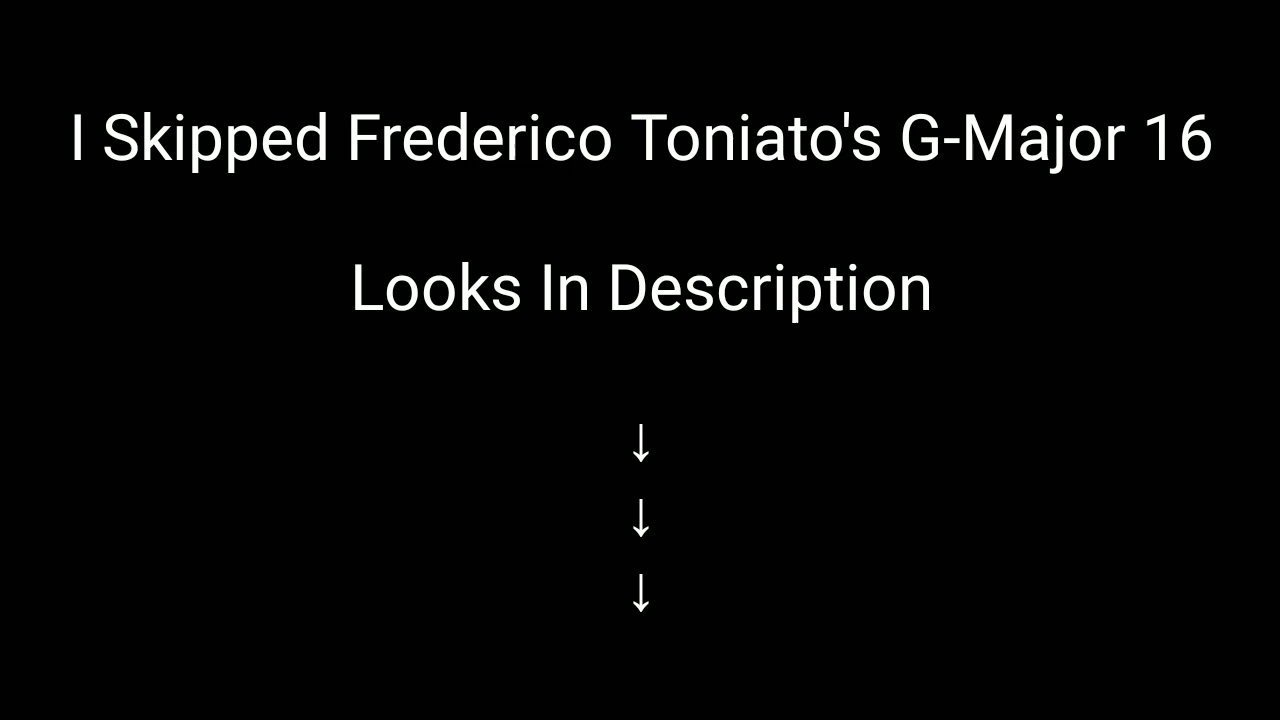 I Skipped Frederico Toniato's G-Major 16
Looks In Description
↓
↓
↓